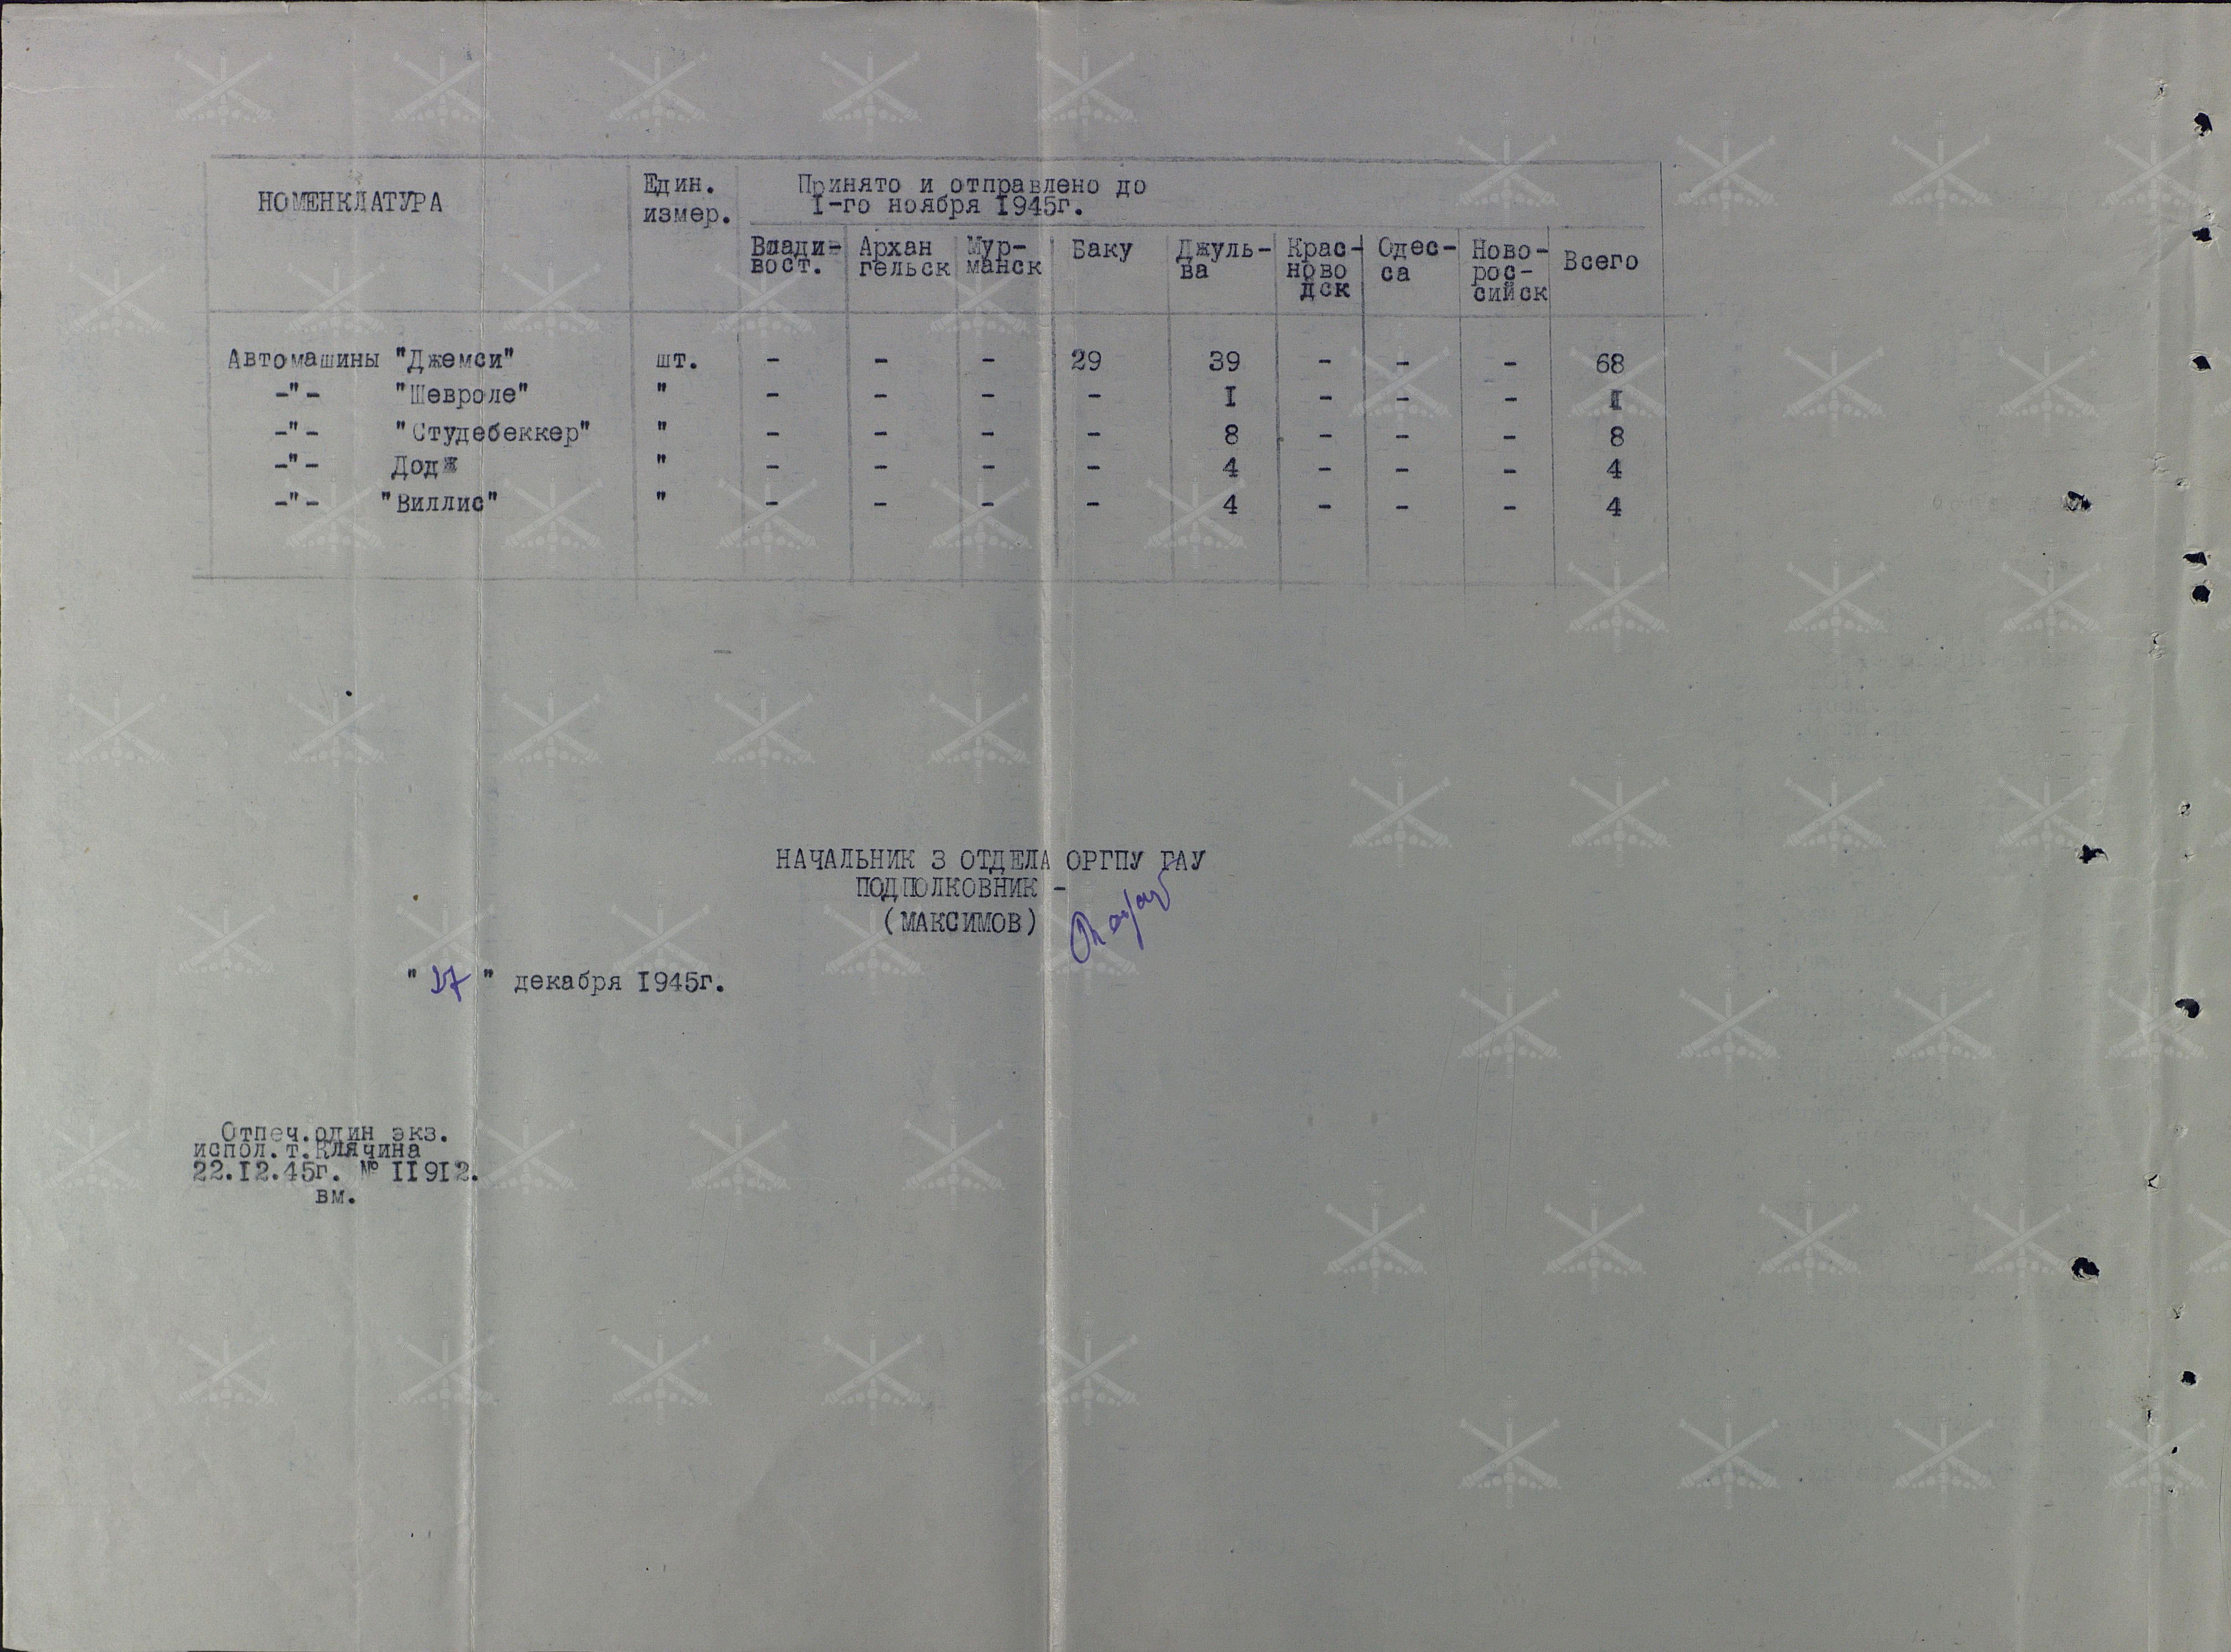 НОМЕНКЛАТУРА
Един.
измер.
Принято и отправлено до
I-го ноября I945г.
Влади-
вост.
Архан
гельск
Мур-
манск
Баку
Джуль-
ва
Крас-
ново
дск
Одес-
са
Ново-
рос-
сийск
Всего
Автомашины "Джемси" шт. - - - 29 39 - - - 68
-"- "Шевроле" " - - - - I - - - I
-"- "Студебеккер" " - - - - 8 - - - 8
-"- Додж " - - - - 4 - - - 4
-"- "Виллис" " - - - - 4 - - - 4
НАЧАЛЬНИК 3 ОТДЕЛА ОРГПУ ГАУ
ПОДПОЛКОВНИК -
(МАКСИМОВ)
"27" декабря I945г.
Отпеч.один экз.
испол.т.Клячина
22.I2.45г. № II9I2.
вм.